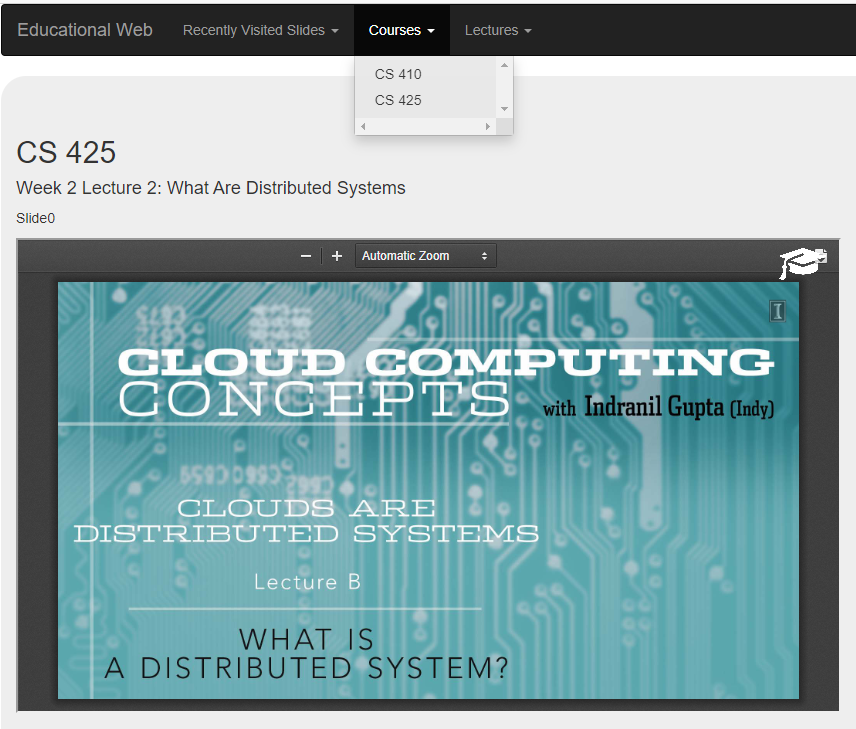 Educational Web Recently Visited Slides Courses Lectures
CS 410
CS 425
CS 425
Week 2 Lecture 2: What Are Distributed Systems
Slide0
Automatic Zoom
CLOUD COMPUTING
CONCEPTS
with Indranil Gupta (Indy)
CLOUDS ARE
DISTRIBUTED SYSTEMS
Lecture B
WHAT IS
A DISTRIBUTED SYSTEM?